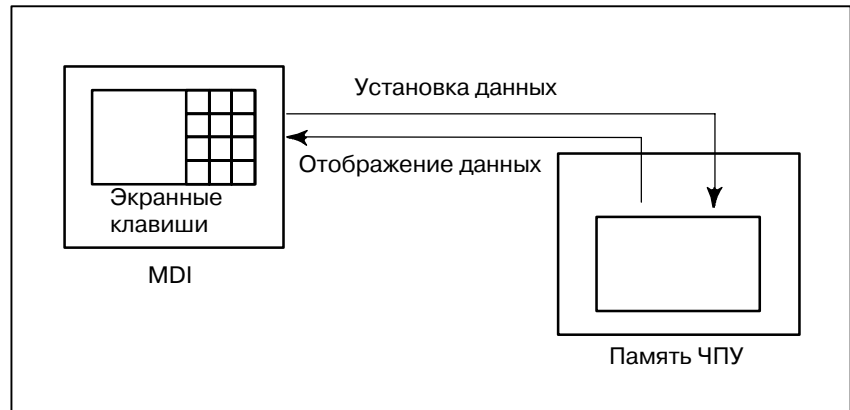 Установка данных
Отображение данных
Экранные
клавиши
MDI
Память ЧПУ